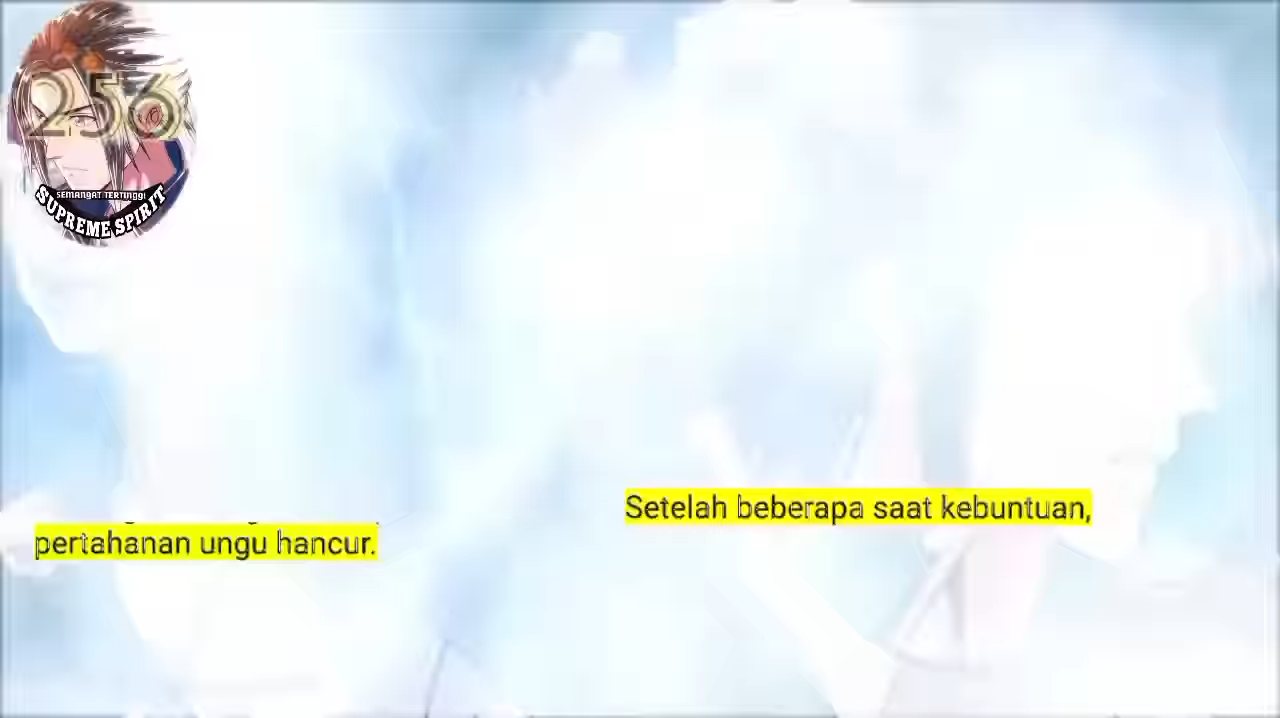 256
SEMANGAT TERTINGGI
SUPREME SPIRIT
Setelah beberapa saat kebuntuan,
pertahanan ungu hancur.